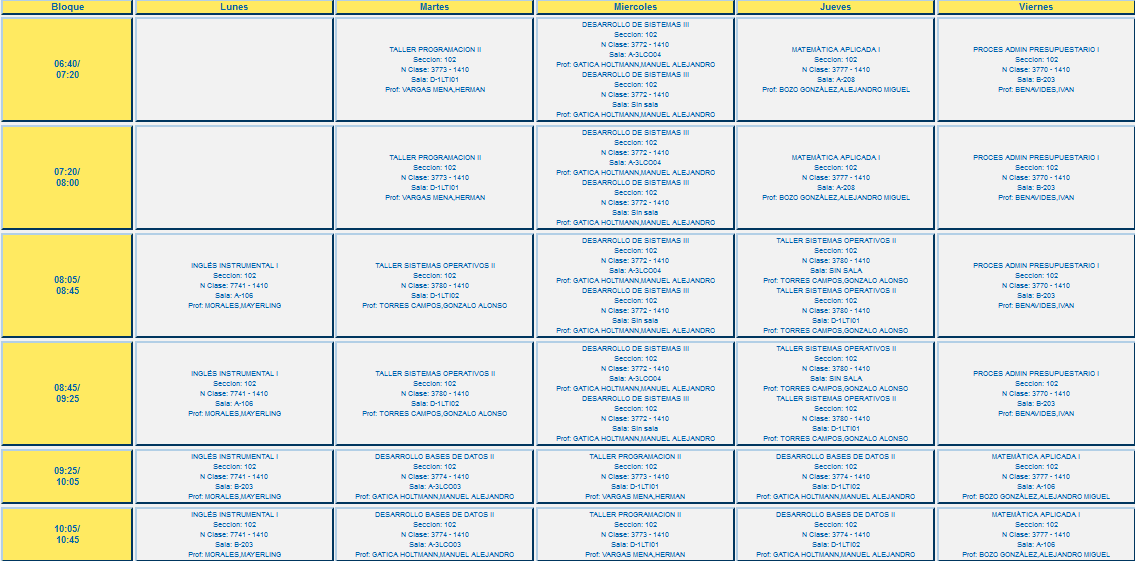 Bloque Lunes Martes Miercoles Jueves Viernes
06:40/
07:20
TALLER PROGRAMACION II
Seccion: 102
N Clase: 3773 - 1410
Sala: D-1LTI01
Prof: VARGAS MENA,HERMAN
DESARROLLO DE SISTEMAS III
Seccion: 102
N Clase: 3772 - 1410
Sala: A-3LCO04
Prof: GATICA HOLTMANN,MANUEL ALEJANDRO
DESARROLLO DE SISTEMAS III
Seccion: 102
N Clase: 3772 - 1410
Sala: Sin sala
Prof: GATICA HOLTMANN,MANUEL ALEJANDRO
MATEMÁTICA APLICADA I
Seccion: 102
N Clase: 3777 - 1410
Sala: A-208
Prof: BOZO GONZÁLEZ,ALEJANDRO MIGUEL
PROCES ADMIN PRESUPUESTARIO I
Seccion: 102
N Clase: 3770 - 1410
Sala: B-203
Prof: BENAVIDES,IVAN
07:20/
08:00
TALLER PROGRAMACION II
Seccion: 102
N Clase: 3773 - 1410
Sala: D-1LTI01
Prof: VARGAS MENA,HERMAN
DESARROLLO DE SISTEMAS III
Seccion: 102
N Clase: 3772 - 1410
Sala: A-3LCO04
Prof: GATICA HOLTMANN,MANUEL ALEJANDRO
DESARROLLO DE SISTEMAS III
Seccion: 102
N Clase: 3772 - 1410
Sala: Sin sala
Prof: GATICA HOLTMANN,MANUEL ALEJANDRO
MATEMÁTICA APLICADA I
Seccion: 102
N Clase: 3777 - 1410
Sala: A-208
Prof: BOZO GONZÁLEZ,ALEJANDRO MIGUEL
PROCES ADMIN PRESUPUESTARIO I
Seccion: 102
N Clase: 3770 - 1410
Sala: B-203
Prof: BENAVIDES,IVAN
08:05/
08:45
INGLÉS INSTRUMENTAL I
Seccion: 102
N Clase: 7741 - 1410
Sala: A-106
Prof: MORALES,MAYERLING
TALLER SISTEMAS OPERATIVOS II
Seccion: 102
N Clase: 3780 - 1410
Sala: D-1LTI02
Prof: TORRES CAMPOS,GONZALO ALONSO
DESARROLLO DE SISTEMAS III
Seccion: 102
N Clase: 3772 - 1410
Sala: A-3LCO04
Prof: GATICA HOLTMANN,MANUEL ALEJANDRO
DESARROLLO DE SISTEMAS III
Seccion: 102
N Clase: 3772 - 1410
Sala: Sin sala
Prof: GATICA HOLTMANN,MANUEL ALEJANDRO
TALLER SISTEMAS OPERATIVOS II
Seccion: 102
N Clase: 3780 - 1410
Sala: SIN SALA
Prof: TORRES CAMPOS,GONZALO ALONSO
TALLER SISTEMAS OPERATIVOS II
Seccion: 102
N Clase: 3780 - 1410
Sala: D-1LTI01
Prof: TORRES CAMPOS,GONZALO ALONSO
PROCES ADMIN PRESUPUESTARIO I
Seccion: 102
N Clase: 3770 - 1410
Sala: B-203
Prof: BENAVIDES,IVAN
08:45/
09:25
INGLÉS INSTRUMENTAL I
Seccion: 102
N Clase: 7741 - 1410
Sala: A-106
Prof: MORALES,MAYERLING
TALLER SISTEMAS OPERATIVOS II
Seccion: 102
N Clase: 3780 - 1410
Sala: D-1LTI02
Prof: TORRES CAMPOS,GONZALO ALONSO
DESARROLLO DE SISTEMAS III
Seccion: 102
N Clase: 3772 - 1410
Sala: A-3LCO04
Prof: GATICA HOLTMANN,MANUEL ALEJANDRO
DESARROLLO DE SISTEMAS III
Seccion: 102
N Clase: 3772 - 1410
Sala: Sin sala
Prof: GATICA HOLTMANN,MANUEL ALEJANDRO
TALLER SISTEMAS OPERATIVOS II
Seccion: 102
N Clase: 3780 - 1410
Sala: SIN SALA
Prof: TORRES CAMPOS,GONZALO ALONSO
TALLER SISTEMAS OPERATIVOS II
Seccion: 102
N Clase: 3780 - 1410
Sala: D-1LTI01
Prof: TORRES CAMPOS,GONZALO ALONSO
PROCES ADMIN PRESUPUESTARIO I
Seccion: 102
N Clase: 3770 - 1410
Sala: B-203
Prof: BENAVIDES,IVAN
09:25/
10:05
INGLÉS INSTRUMENTAL I
Seccion: 102
N Clase: 7741 - 1410
Sala: B-203
Prof: MORALES,MAYERLING
DESARROLLO BASES DE DATOS II
Seccion: 102
N Clase: 3774 - 1410
Sala: A-3LCO03
Prof: GATICA HOLTMANN,MANUEL ALEJANDRO
TALLER PROGRAMACION II
Seccion: 102
N Clase: 3773 - 1410
Sala: D-1LTI01
Prof: VARGAS MENA,HERMAN
DESARROLLO BASES DE DATOS II
Seccion: 102
N Clase: 3774 - 1410
Sala: D-1LTI02
Prof: GATICA HOLTMANN,MANUEL ALEJANDRO
MATEMÁTICA APLICADA I
Seccion: 102
N Clase: 3777 - 1410
Sala: A-106
Prof: BOZO GONZÁLEZ,ALEJANDRO MIGUEL
10:05/
10:45
INGLÉS INSTRUMENTAL I
Seccion: 102
N Clase: 7741 - 1410
Sala: B-203
Prof: MORALES,MAYERLING
DESARROLLO BASES DE DATOS II
Seccion: 102
N Clase: 3774 - 1410
Sala: A-3LCO03
Prof: GATICA HOLTMANN,MANUEL ALEJANDRO
TALLER PROGRAMACION II
Seccion: 102
N Clase: 3773 - 1410
Sala: D-1LTI01
Prof: VARGAS MENA,HERMAN
DESARROLLO BASES DE DATOS II
Seccion: 102
N Clase: 3774 - 1410
Sala: D-1LTI02
Prof: GATICA HOLTMANN,MANUEL ALEJANDRO
MATEMÁTICA APLICADA I
Seccion: 102
N Clase: 3777 - 1410
Sala: A-106
Prof: BOZO GONZÁLEZ,ALEJANDRO MIGUEL